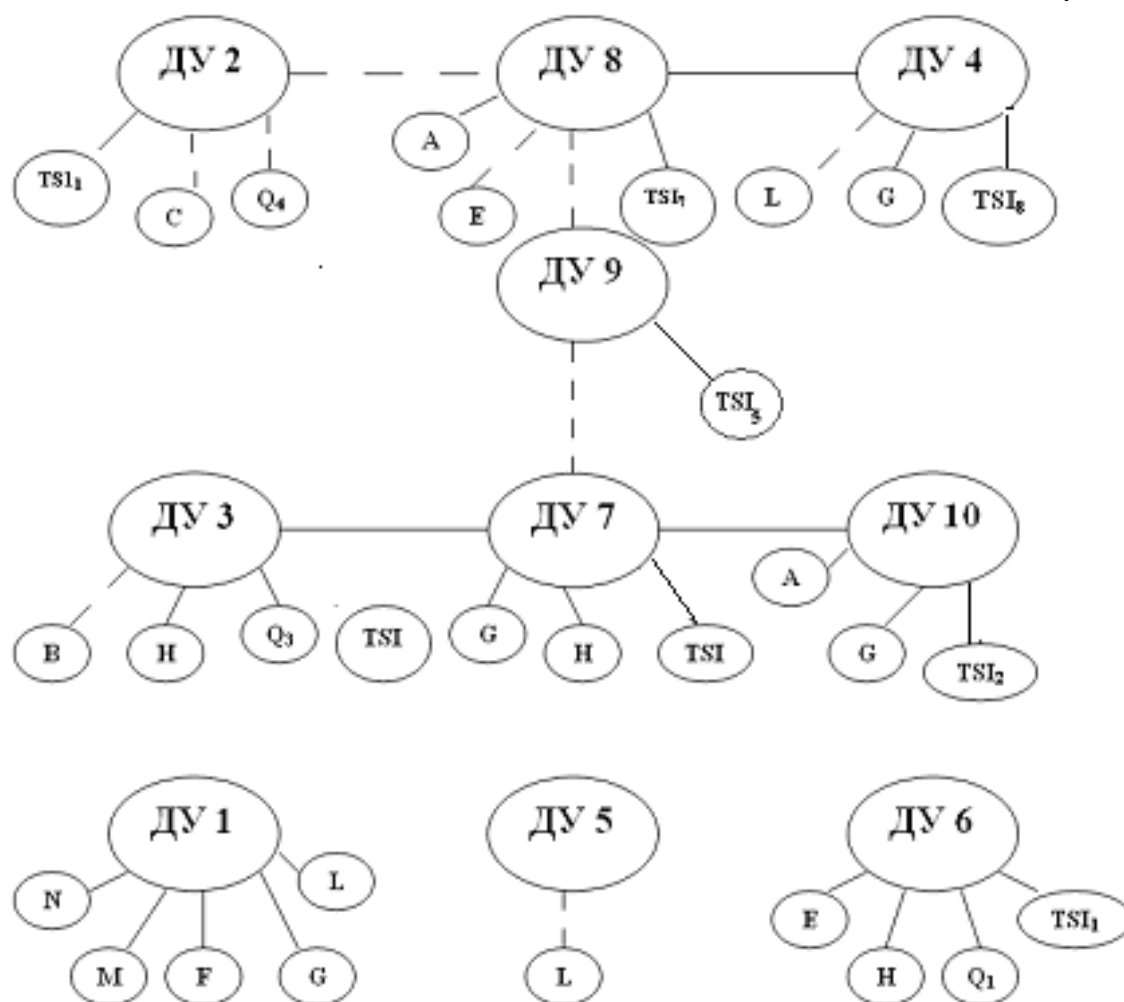 ДУ 2
ДУ 8
ДУ 4
A
TSI₁
C
Q₄
E
TSI₇
L
G
TSI₈
ДУ 9
TSI₅
ДУ 3
ДУ 7
ДУ 10
A
B
H
Q₃
TSI
G
H
TSI
G
TSI₂
ДУ 1
ДУ 5
ДУ 6
N
L
M
F
G
L
E
TSI₁
H
Q₁